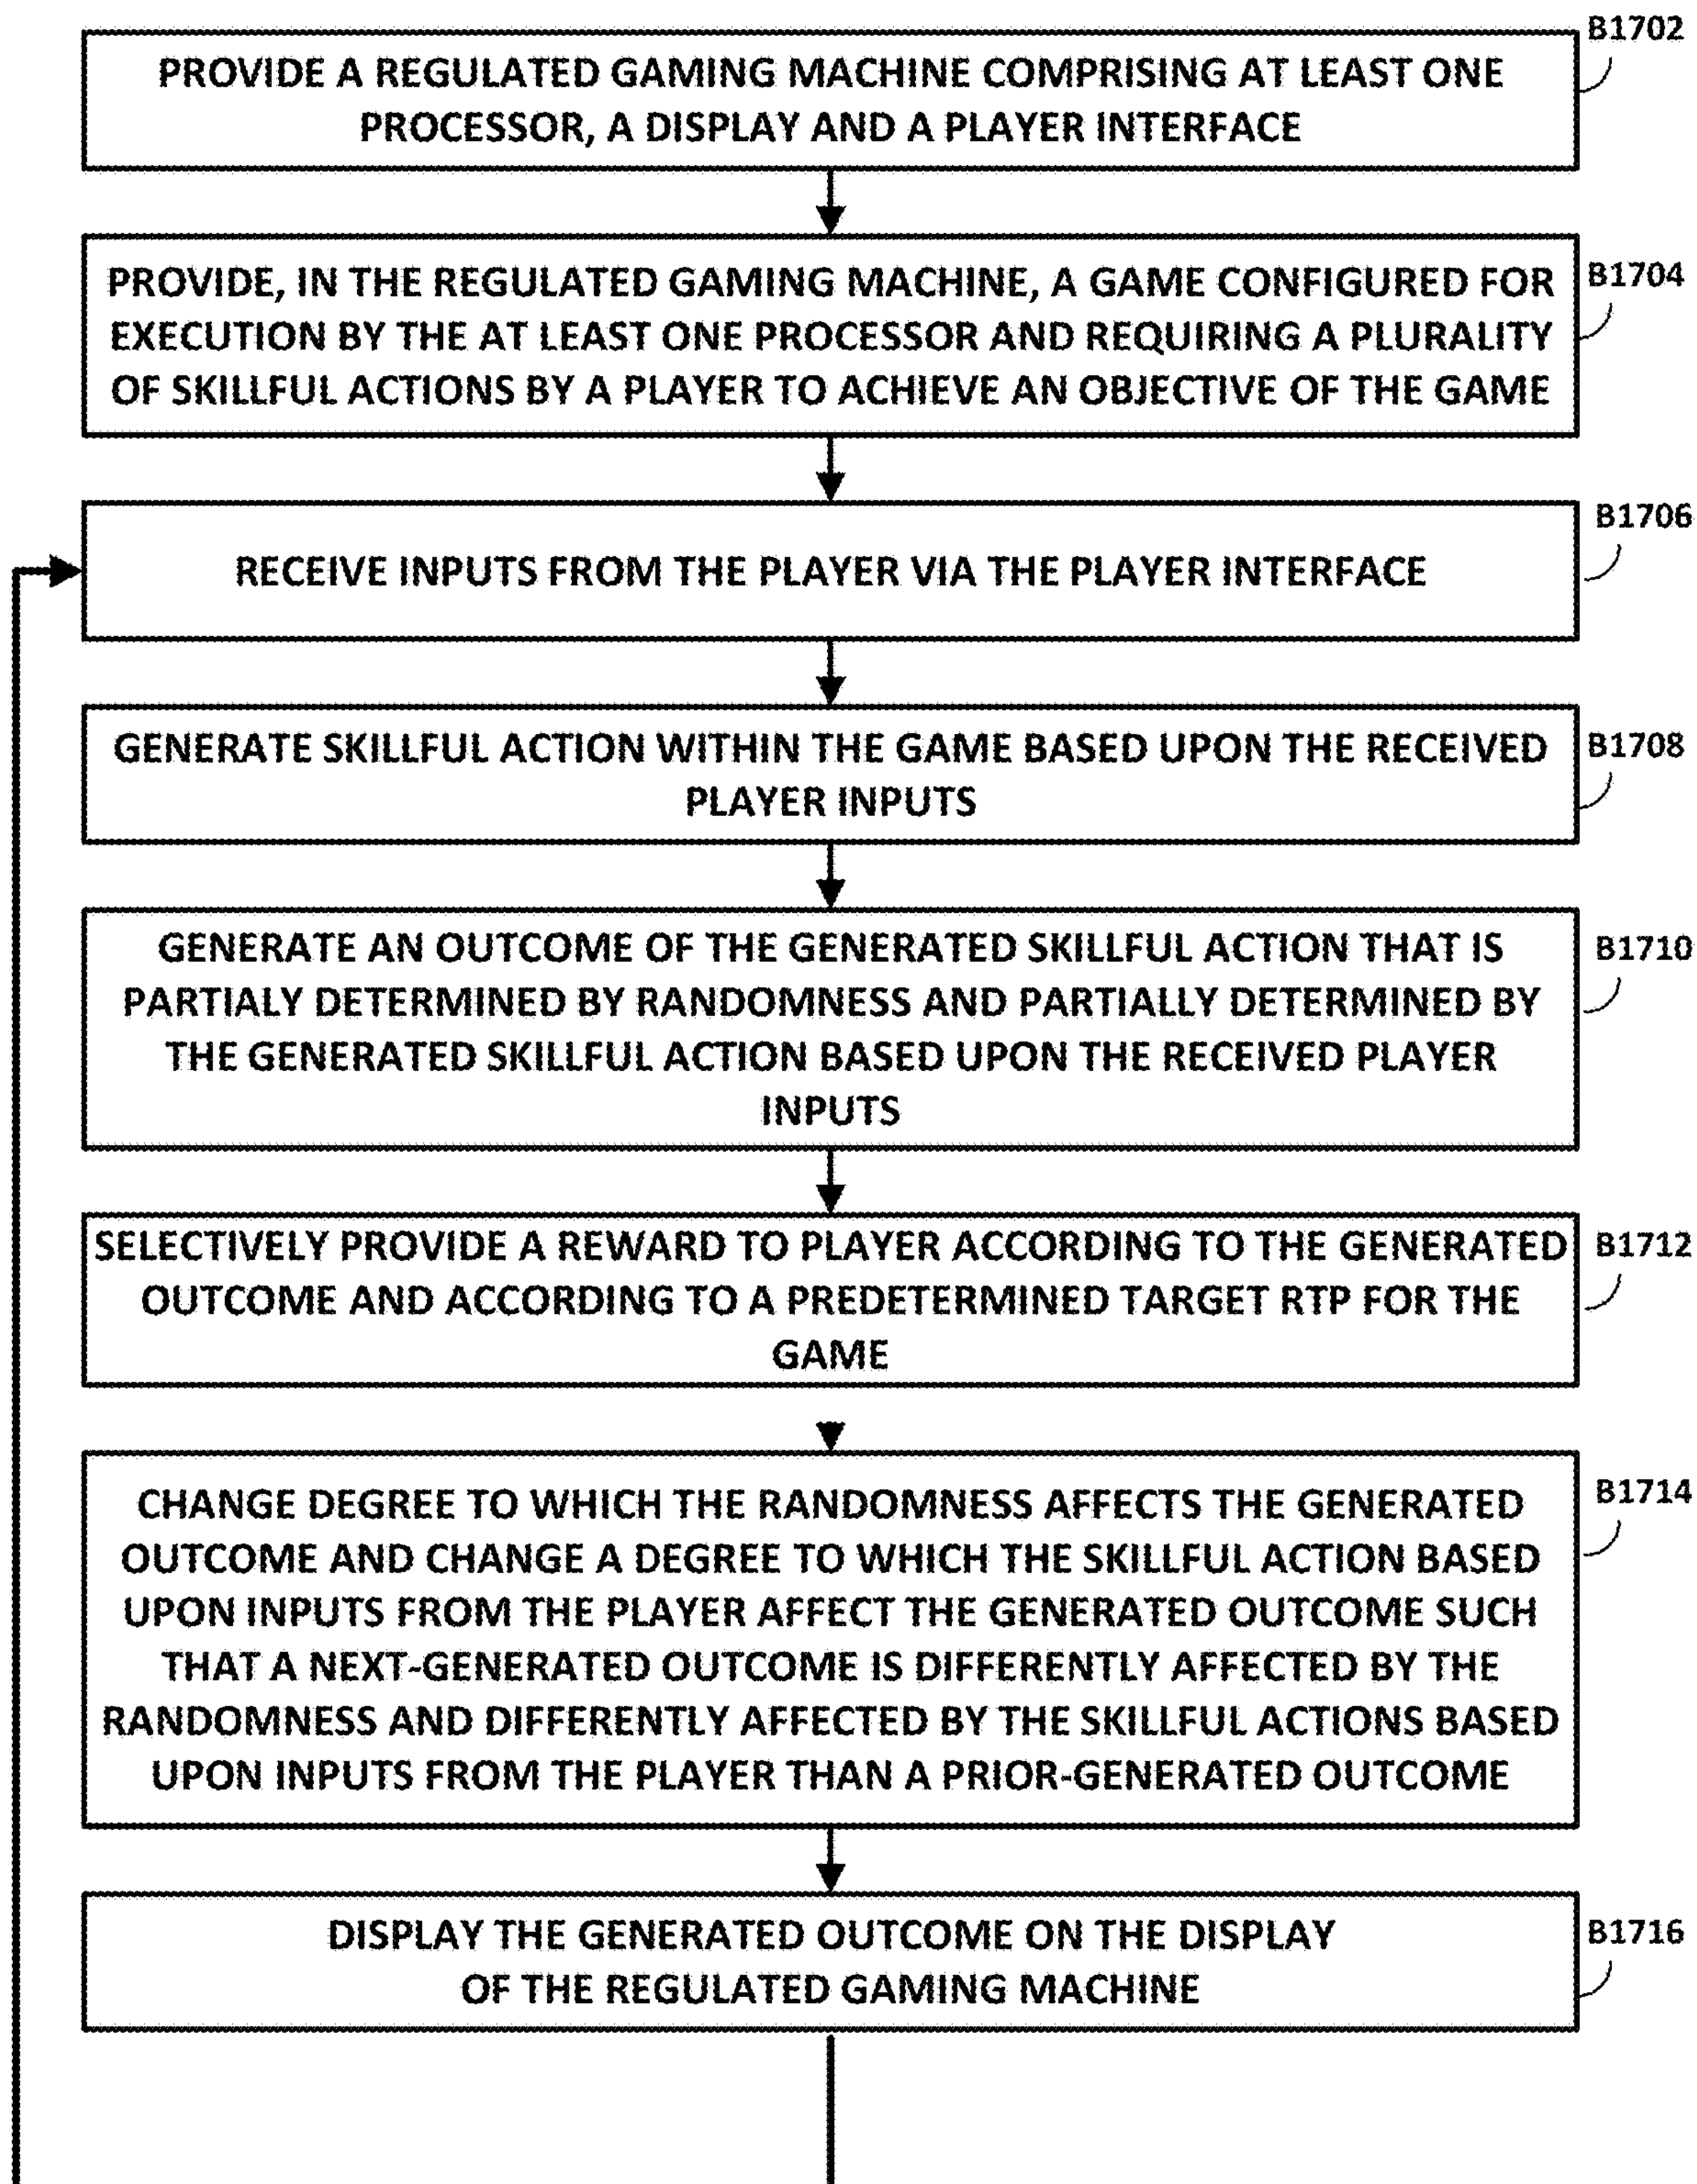 B1702
PROVIDE A REGULATED GAMING MACHINE COMPRISING AT LEAST ONE
PROCESSOR, A DISPLAY AND A PLAYER INTERFACE
B1704
PROVIDE, IN THE REGULATED GAMING MACHINE, A GAME CONFIGURED FOR
EXECUTION BY THE AT LEAST ONE PROCESSOR AND REQUIRING A PLURALITY
OF SKILLFUL ACTIONS BY A PLAYER TO ACHIEVE AN OBJECTIVE OF THE GAME
B1706
RECEIVE INPUTS FROM THE PLAYER VIA THE PLAYER INTERFACE
B1708
GENERATE SKILLFUL ACTION WITHIN THE GAME BASED UPON THE RECEIVED
PLAYER INPUTS
B1710
GENERATE AN OUTCOME OF THE GENERATED SKILLFUL ACTION THAT IS
PARTIALY DETERMINED BY RANDOMNESS AND PARTIALLY DETERMINED BY
THE GENERATED SKILLFUL ACTION BASED UPON THE RECEIVED PLAYER
INPUTS
B1712
SELECTIVELY PROVIDE A REWARD TO PLAYER ACCORDING TO THE GENERATED
OUTCOME AND ACCORDING TO A PREDETERMINED TARGET RTP FOR THE
GAME
B1714
CHANGE DEGREE TO WHICH THE RANDOMNESS AFFECTS THE GENERATED
OUTCOME AND CHANGE A DEGREE TO WHICH THE SKILLFUL ACTION BASED
UPON INPUTS FROM THE PLAYER AFFECT THE GENERATED OUTCOME SUCH
THAT A NEXT-GENERATED OUTCOME IS DIFFERENTLY AFFECTED BY THE
RANDOMNESS AND DIFFERENTLY AFFECTED BY THE SKILLFUL ACTIONS BASED
UPON INPUTS FROM THE PLAYER THAN A PRIOR-GENERATED OUTCOME
B1716
DISPLAY THE GENERATED OUTCOME ON THE DISPLAY
OF THE REGULATED GAMING MACHINE